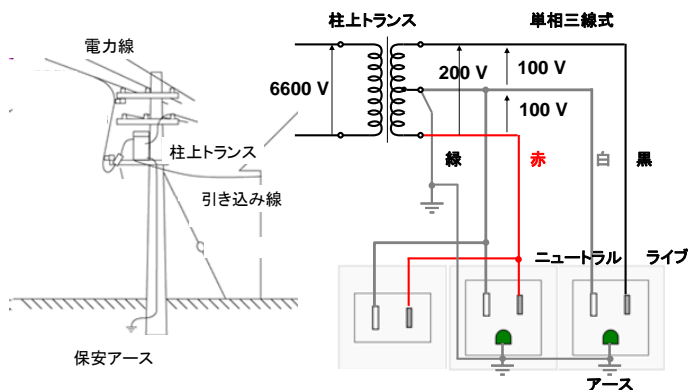 電力線
柱上トランス
引き込み線
保安アース
柱上トランス
単相三線式
6600 V
200 V
100 V
100 V
緑
赤
白
黒
ニュートラル
ライブ
アース